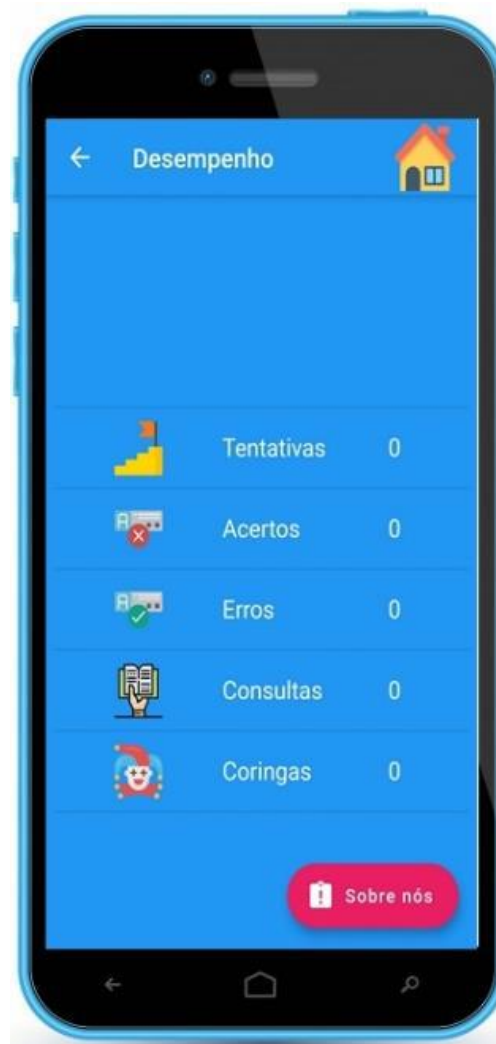 Desempenho
Tentativas 0
Acertos 0
Erros 0
Consultas 0
Coringas 0
Sobre nós